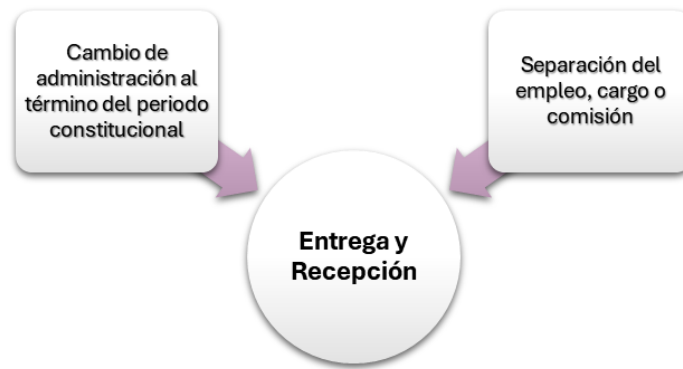 Cambio de
administración al
término del periodo
constitucional
Separación del
empleo, cargo o
comisión
Entrega y
Recepción